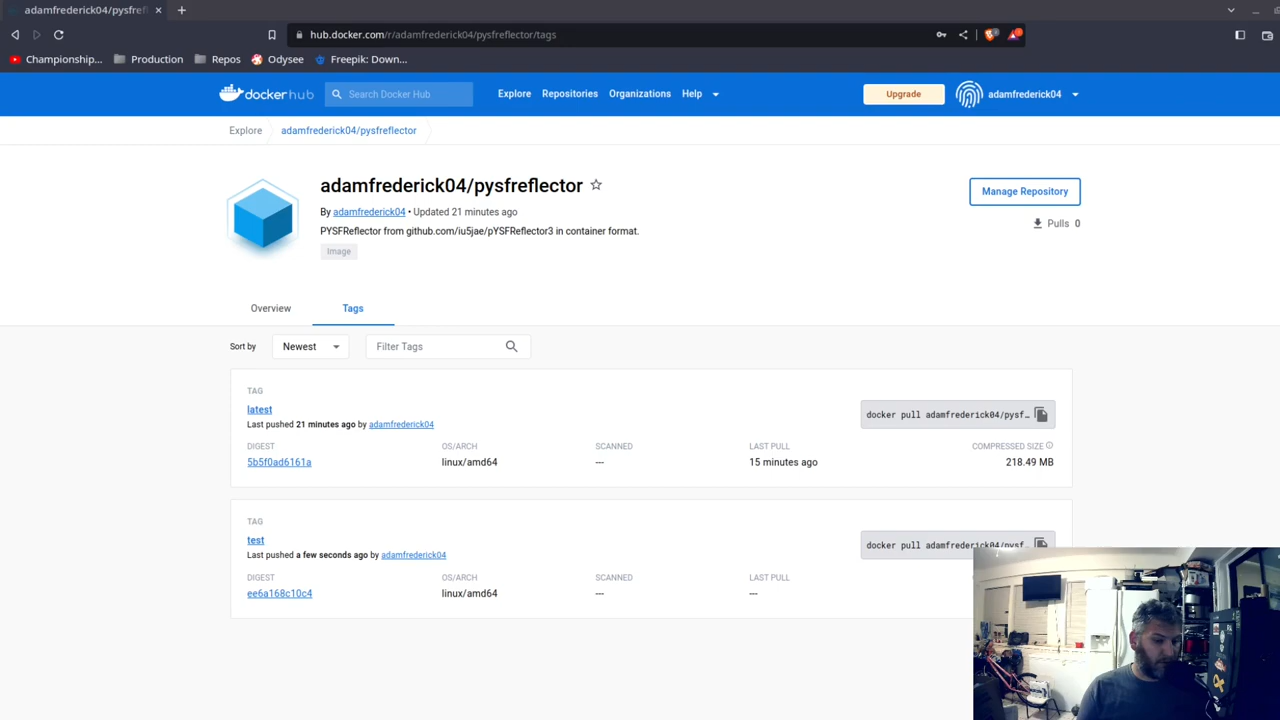 adamfrederick04/pysfrefl
hub.docker.com/r/adamfrederick04/pysfreflector/tags
Championship... Production Repos Odysee Freepik: Down...
dockerhub Search Docker Hub Explore Repositories Organizations Help Upgrade adamfrederick04
Explore adamfrederick04/pysfreflector
adamfrederick04/pysfreflector
Manage Repository
By adamfrederick04 • Updated 21 minutes ago
Pulls 0
PYSFReflector from github.com/iu5jae/pYSFReflector3 in container format.
Image
Overview Tags
Sort by Newest Filter Tags
TAG
latest
docker pull adamfrederick04/pysf…
Last pushed 21 minutes ago by adamfrederick04
DIGEST OS/ARCH SCANNED LAST PULL COMPRESSED SIZE
5b5f0ad6161a linux/amd64 --- 15 minutes ago 218.49 MB
TAG
test
docker pull adamfrederick04/pysf…
Last pushed a few seconds ago by adamfrederick04
DIGEST OS/ARCH SCANNED LAST PULL
ee6a168c10c4 linux/amd64 --- ---